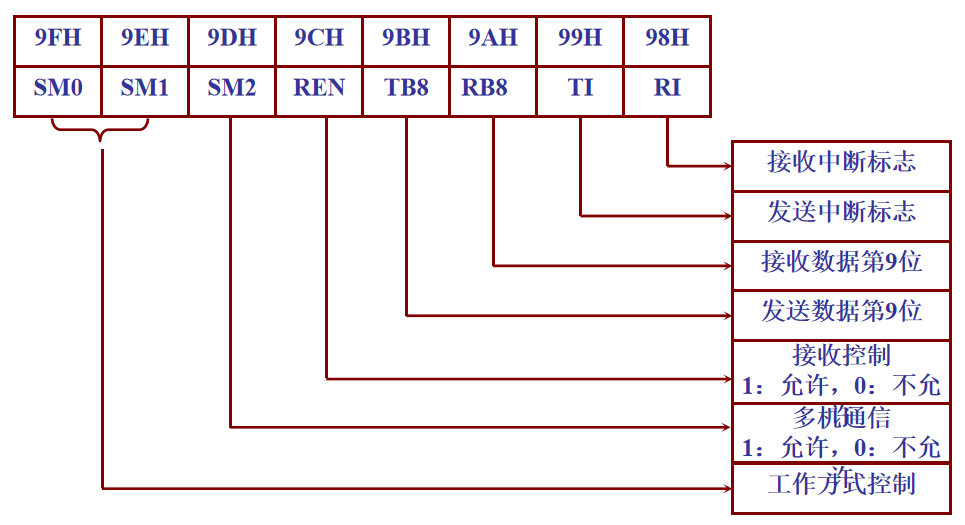 9FH 9EH 9DH 9CH 9BH 9AH 99H 98H
SM0 SM1 SM2 REN TB8 RB8 TI RI
接收中断标志
发送中断标志
接收数据第9位
发送数据第9位
接收控制
1：允许，0：不允
许
多机通信
1：允许，0：不允
许
工作方式控制